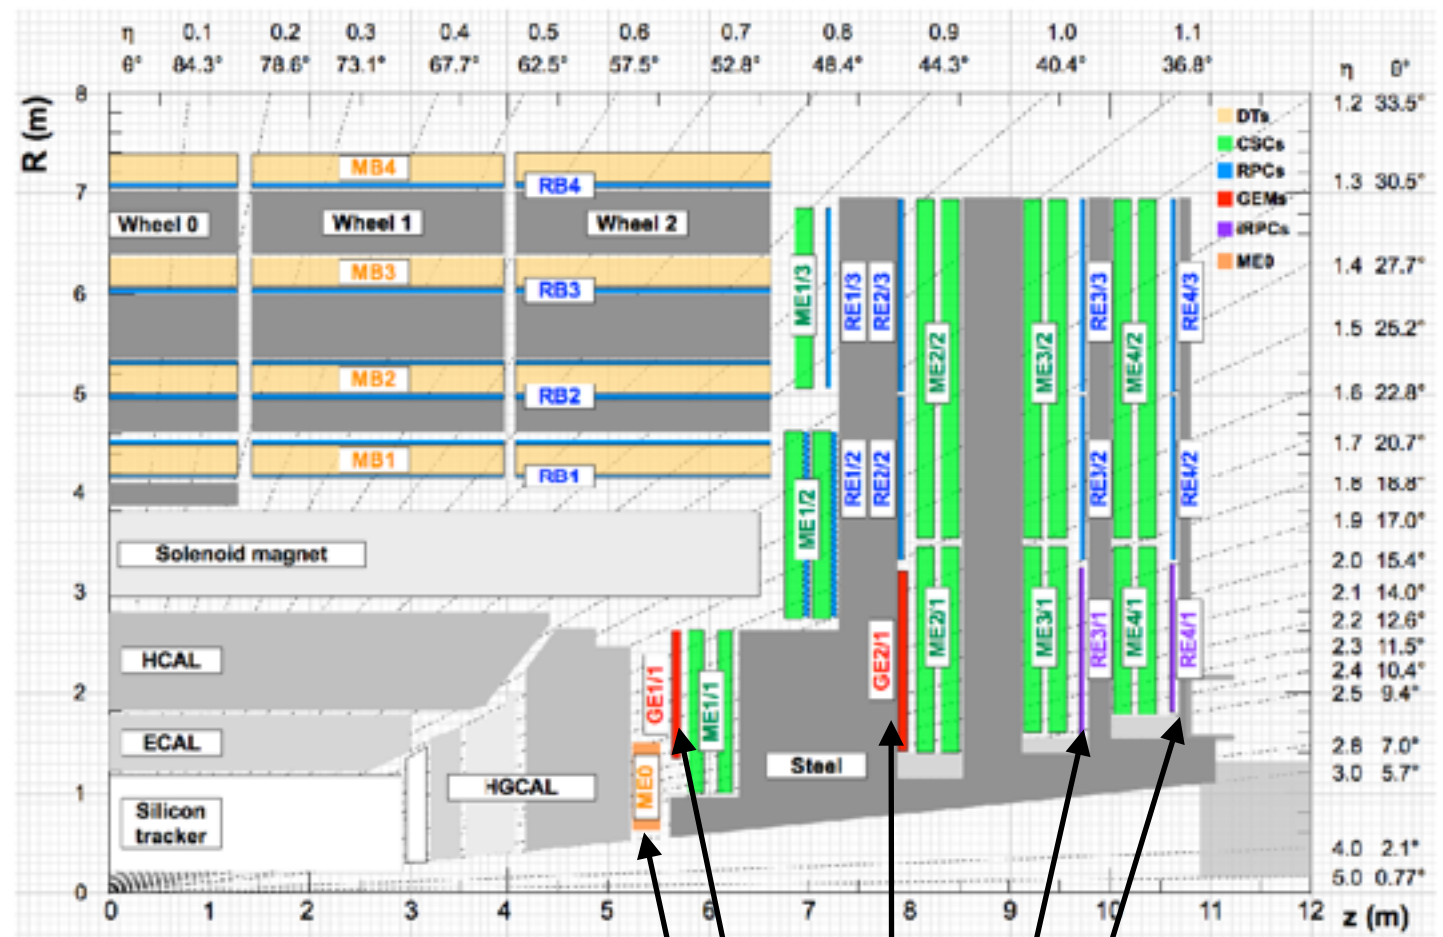 η 0.1 0.2 0.3 0.4 0.5 0.6 0.7 0.8 0.9 1.0 1.1
θ° 84.3° 78.6° 73.1° 67.7° 62.5° 57.5° 52.8° 48.4° 44.3° 40.4° 36.8° η θ°
R (m)
8
7
6
5
4
3
2
1
0
1.2 33.5°
1.3 30.5°
1.4 27.7°
1.5 25.2°
1.6 22.8°
1.7 20.7°
1.8 18.8°
1.9 17.0°
2.0 15.4°
2.1 14.0°
2.2 12.6°
2.3 11.5°
2.4 10.4°
2.5 9.4°
2.8 7.0°
3.0 5.7°
4.0 2.1°
5.0 0.77°
DTs
CSCs
RPCs
GEMs
iRPCs
ME0
MB4
RB4
Wheel 0 Wheel 1 Wheel 2
MB3
RB3
MB2
RB2
MB1
RB1
Solenoid magnet
HCAL
ECAL
Silicon
tracker
HGCAL
Steel
ME1/3
RE1/3
RE2/3
ME2/2
ME3/2
RE3/3
ME4/2
RE4/3
ME1/2
RE1/2
RE2/2
RE3/2
RE4/2
GE1/1
ME1/1
ME0
GE2/1
ME2/1
ME3/1
RE3/1
ME4/1
RE4/1
0 1 2 3 4 5 6 7 8 9 10 11 12 z (m)